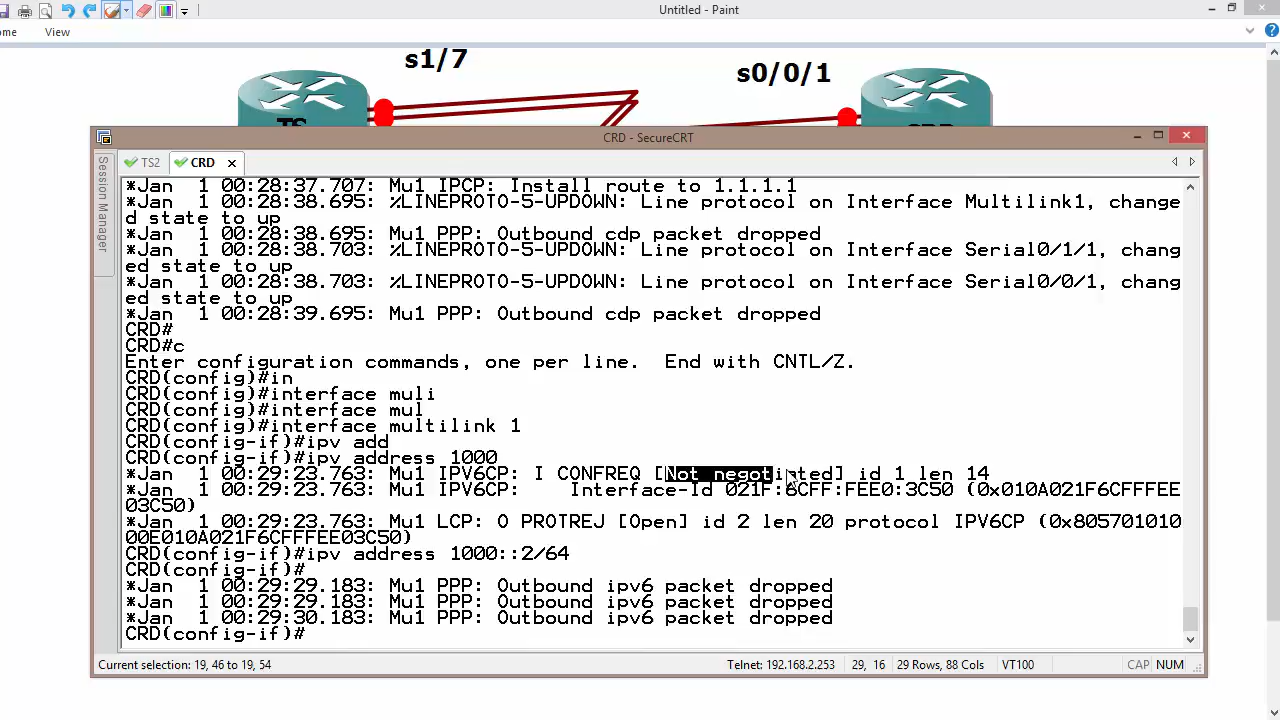 Untitled - Paint
ome View
s1/7
s0/0/1
TS
CRD - SecureCRT
Session Manager
TS2 CRD
*Jan 1 00:28:37.707: Mu1 IPCP: Install route to 1.1.1.1
*Jan 1 00:28:38.695: %LINEPROTO-5-UPDOWN: Line protocol on Interface Multilink1, change
d state to up
*Jan 1 00:28:38.695: Mu1 PPP: Outbound cdp packet dropped
*Jan 1 00:28:38.703: %LINEPROTO-5-UPDOWN: Line protocol on Interface Serial0/1/1, chang
ed state to up
*Jan 1 00:28:38.703: %LINEPROTO-5-UPDOWN: Line protocol on Interface Serial0/0/1, chang
ed state to up
*Jan 1 00:28:39.695: Mu1 PPP: Outbound cdp packet dropped
CRD#
CRD#c
Enter configuration commands, one per line. End with CNTL/Z.
CRD(config)#in
CRD(config)#interface muli
CRD(config)#interface mul
CRD(config)#interface multilink 1
CRD(config-if)#ipv add
CRD(config-if)#ipv address 1000
*Jan 1 00:29:23.763: Mu1 IPV6CP: I CONFREQ [Not negotiated] id 1 len 14
*Jan 1 00:29:23.763: Mu1 IPV6CP: Interface-Id 021F:6CFF:FEE0:3C50 (0x010A021F6CFFFEE
03C50)
*Jan 1 00:29:23.763: Mu1 LCP: O PROTREJ [Open] id 2 len 20 protocol IPV6CP (0x805701010
00E010A021F6CFFFEE03C50)
CRD(config-if)#ipv address 1000::2/64
CRD(config-if)#
*Jan 1 00:29:29.183: Mu1 PPP: Outbound ipv6 packet dropped
*Jan 1 00:29:29.183: Mu1 PPP: Outbound ipv6 packet dropped
*Jan 1 00:29:30.183: Mu1 PPP: Outbound ipv6 packet dropped
CRD(config-if)#
Current selection: 19, 46 to 19, 54 Telnet: 192.168.2.253 29, 16 29 Rows, 88 Cols VT100 CAP NUM